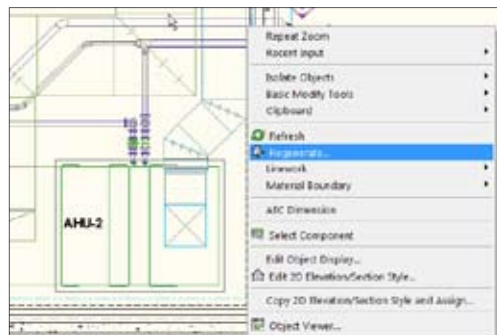 Repeat Zoom
Recent Input
Isolate Objects
Basic Modify Tools
Clipboard
Refresh
Regenerate...
Linework
Material Boundary
AEC Dimension
Select Component
Edit Object Display...
Edit 2D Elevation/Section Style...
Copy 2D Elevation/Section Style and Assign...
Object Viewer...
AHU-2